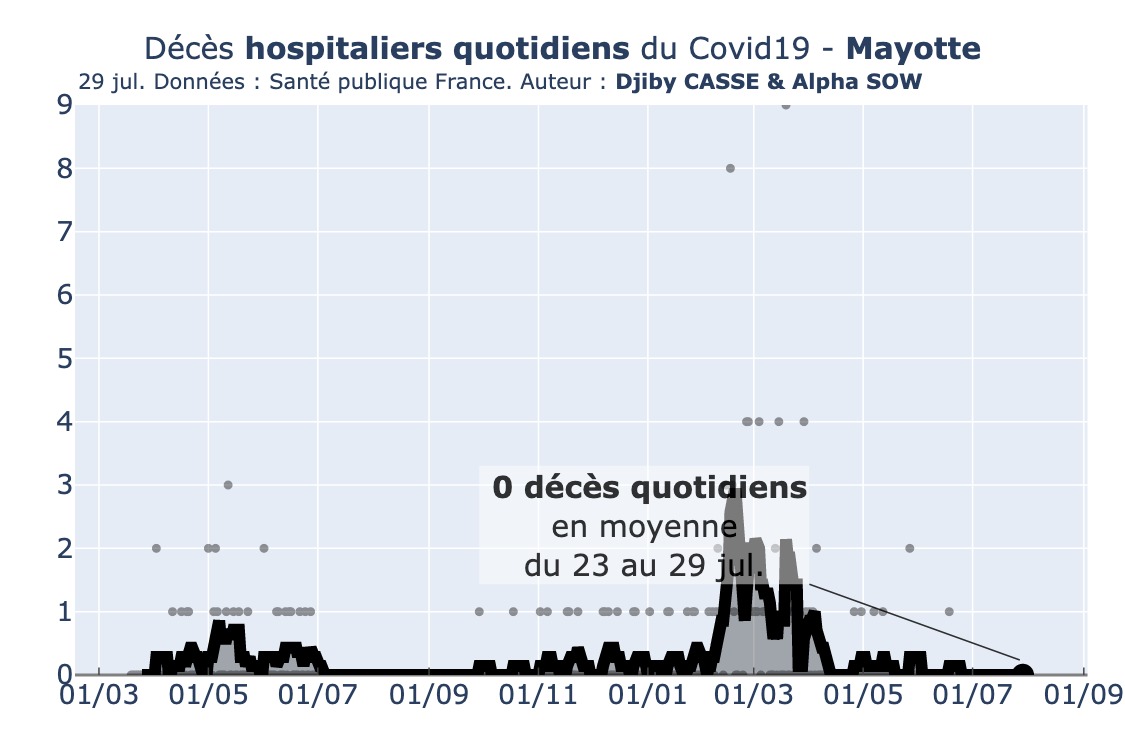 Décès hospitaliers quotidiens du Covid19 - Mayotte
29 jul. Données : Santé publique France. Auteur : Djiby CASSE & Alpha SOW
9
8
7
6
5
4
3
2
1
0
0 décès quotidiens
en moyenne
du 23 au 29 jul.
01/03 01/05 01/07 01/09 01/11 01/01 01/03 01/05 01/07 01/09